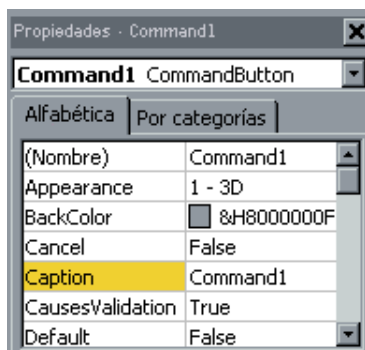 Propiedades - Command1
Command1 CommandButton
Alfabética Por categorías
(Nombre) Command1
Appearance 1 - 3D
BackColor &H8000000F
Cancel False
Caption Command1
CausesValidation True
Default False